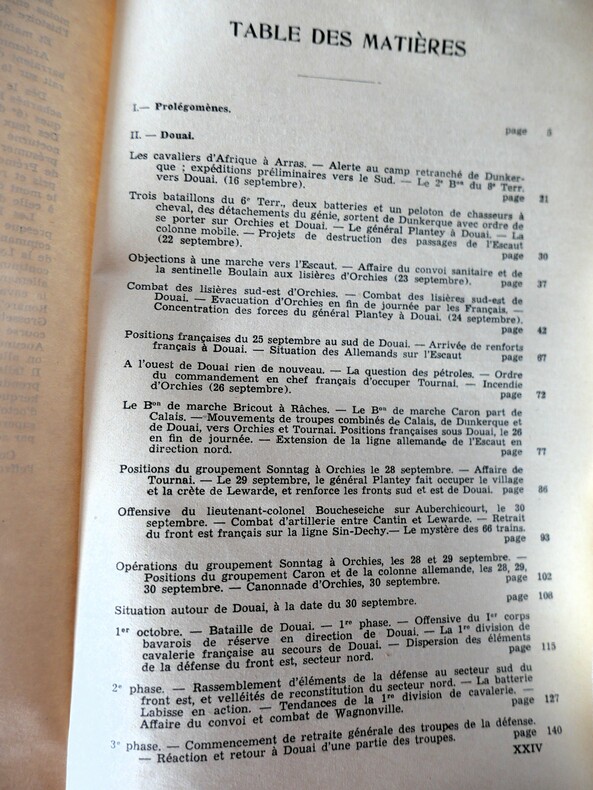 TABLE DES MATIÈRES
I.— Prolégomènes.
page 5
II. — Douai.
Les cavaliers d'Afrique à Arras. — Alerte au camp retranché de Dunker-
que ; expéditions préliminaires vers le Sud. — Le 2e Bon du 8e Terr.
vers Douai. (16 septembre).
page 21
Trois bataillons du 6e Terr., deux batteries et un peloton de chasseurs à
cheval, des détachements du génie, sortent de Dunkerque avec ordre de
se porter sur Orchies et Douai. — Le général Plantey à Douai. — La
colonne mobile. — Projets de destruction des passages de l'Escaut
(22 septembre).
page 30
Objections à une marche vers l'Escaut. — Affaire du convoi sanitaire et de
la sentinelle Boulain aux lisières d'Orchies (23 septembre).
page 37
Combat des lisières sud-est d'Orchies. — Combat des lisières sud-est de
Douai. — Evacuation d'Orchies en fin de journée par les Français. —
Concentration des forces du général Plantey à Douai. (24 septembre).
page 42
Positions françaises du 25 septembre au sud de Douai. — Arrivée de renforts
français à Douai. — Situation des Allemands sur l'Escaut page 67
A l'ouest de Douai rien de nouveau. — La question des pétroles. — Ordre
du commandement en chef français d'occuper Tournai. — Incendie
d'Orchies (26 septembre).
page 72
Le Bon de marche Bricout à Râches. — Le Bon de marche Caron part de
Calais. — Mouvements de troupes combinés de Calais, de Dunkerque et
de Douai, vers Orchies et Tournai. Positions françaises sous Douai, le 26
en fin de journée. — Extension de la ligne allemande de l'Escaut en
direction nord.
page 77
Positions du groupement Sonntag à Orchies le 28 septembre. — Affaire de
Tournai. — Le 29 septembre, le général Plantey fait occuper le village
et la crète de Lewarde, et renforce les fronts sud et est de Douai. page 86
Offensive du lieutenant-colonel Boucheseiche sur Auberchicourt, le 30
septembre. — Combat d'artillerie entre Cantin et Lewarde. — Retrait
du front est français sur la ligne Sin-Dechy.— Le mystère des 66 trains.
page 93
Opérations du groupement Sonntag à Orchies, les 28 et 29 septembre. —
Positions du groupement Caron et de la colonne allemande, les 28, 29,
30 septembre. — Canonnade d'Orchies, 30 septembre.
page 102
Situation autour de Douai, à la date du 30 septembre.
page 108
1er octobre. — Bataille de Douai. — 1re phase. — Offensive du 1er corps
bavarois de réserve en direction de Douai. — La 1re division de
cavalerie française au secours de Douai. — Dispersion des éléments
de la défense du front est, secteur nord.
page 115
2e phase. — Rassemblement d'éléments de la défense au secteur sud du
front est, et velléités de reconstitution du secteur nord. — La batterie
Labisse en action. — Tendances de la 1re division de cavalerie. —
Affaire du convoi et combat de Wagnonville.
page 127
3e phase. — Commencement de retraite générale des troupes de la défense.
— Réaction et retour à Douai d'une partie des troupes.
page 140
XXIV